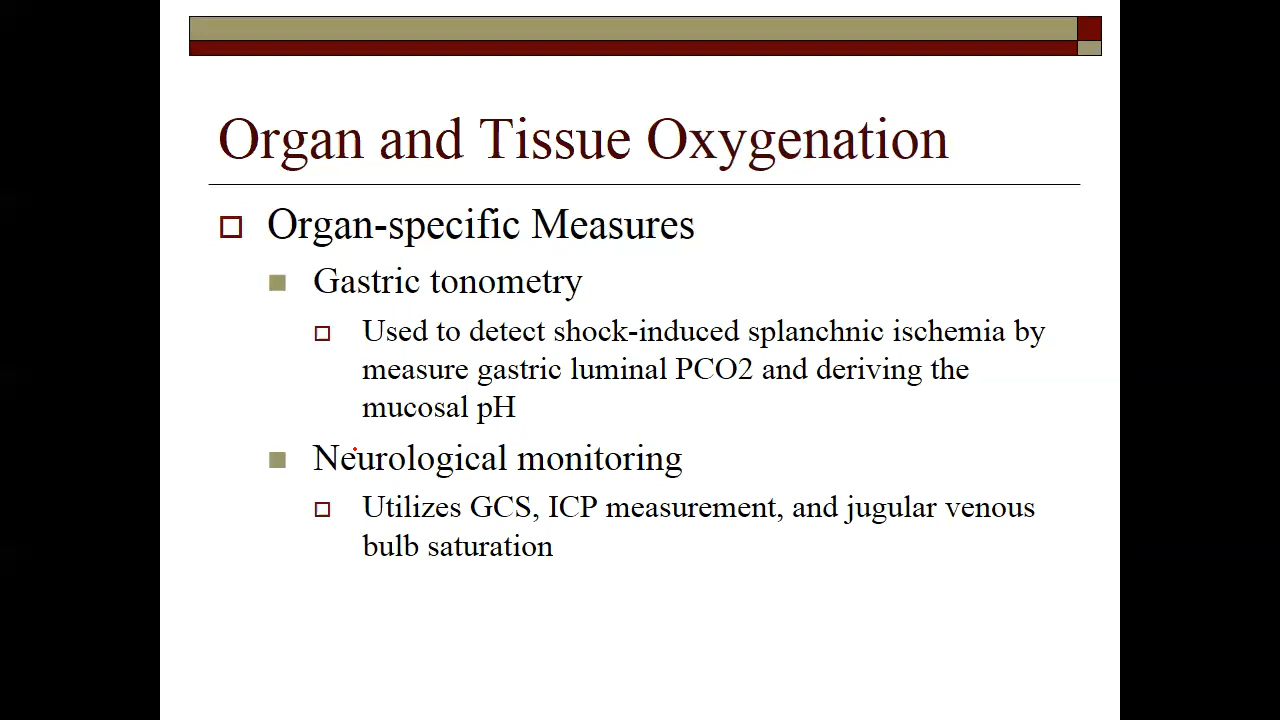 Organ and Tissue Oxygenation
Organ-specific Measures
Gastric tonometry
Used to detect shock-induced splanchnic ischemia by
measure gastric luminal PCO2 and deriving the
mucosal pH
Neurological monitoring
Utilizes GCS, ICP measurement, and jugular venous
bulb saturation